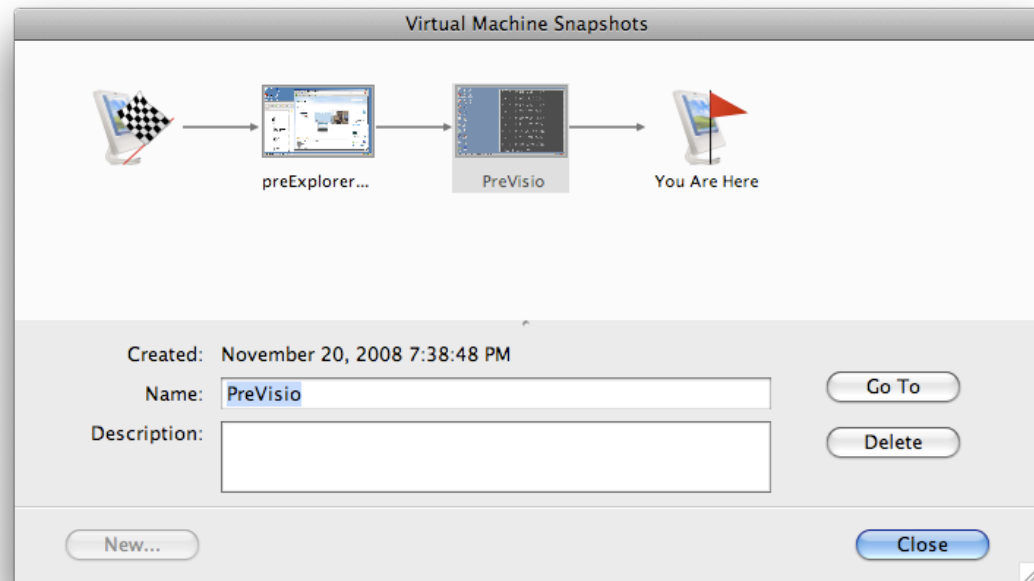 Virtual Machine Snapshots
preExplorer... PreVisio You Are Here
Created: November 20, 2008 7:38:48 PM
Name: PreVisio
Go To
Description:
Delete
New... Close